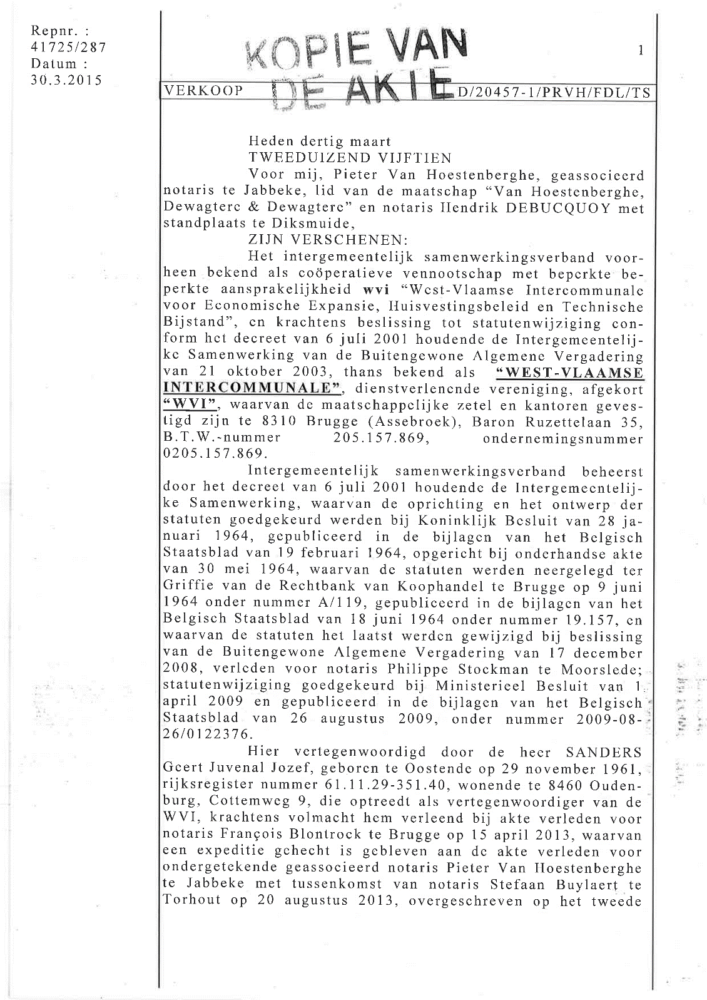 Repnr. :
41725/287
Datum :
30.3.2015
KOPIE VAN
DE AKTE
1
VERKOOP
D/20457-1/PRVH/FDL/TS
Heden dertig maart
TWEEDUIZEND VIJFTIEN
Voor mij, Pieter Van Hoestenberghe, geassocieerd
notaris te Jabbeke, lid van de maatschap “Van Hoestenberghe,
Dewagtere & Dewagtere” en notaris Hendrik DEBUCQUOY met
standplaats te Diksmuide,
ZIJN VERSCHENEN:
Het intergemeentelijk samenwerkingsverband voor-
heen bekend als coöperatieve vennootschap met beperkte be-
perkte aansprakelijkheid wvi “West-Vlaamse Intercommunale
voor Economische Expansie, Huisvestingsbeleid en Technische
Bijstand”, en krachtens beslissing tot statutenwijziging con-
form het decreet van 6 juli 2001 houdende de Intergemeentelij-
ke Samenwerking van de Buitengewone Algemene Vergadering
van 21 oktober 2003, thans bekend als “WEST-VLAAMSE
INTERCOMMUNALE”, dienstverlenende vereniging, afgekort
“WVI”, waarvan de maatschappelijke zetel en kantoren geves-
tigd zijn te 8310 Brugge (Assebroek), Baron Ruzettelaan 35,
B.T.W.-nummer 205.157.869, ondernemingsnummer
0205.157.869.
Intergemeentelijk samenwerkingsverband beheerst
door het decreet van 6 juli 2001 houdende de Intergemeentelij-
ke Samenwerking, waarvan de oprichting en het ontwerp der
statuten goedgekeurd werden bij Koninklijk Besluit van 28 ja-
nuari 1964, gepubliceerd in de bijlagen van het Belgisch
Staatsblad van 19 februari 1964, opgericht bij onderhandse akte
van 30 mei 1964, waarvan de statuten werden neergelegd ter
Griffie van de Rechtbank van Koophandel te Brugge op 9 juni
1964 onder nummer A/119, gepubliceerd in de bijlagen van het
Belgisch Staatsblad van 18 juni 1964 onder nummer 19.157, en
waarvan de statuten het laatst werden gewijzigd bij beslissing
van de Buitengewone Algemene Vergadering van 17 december
2008, verleden voor notaris Philippe Stockman te Moorslede;
statutenwijziging goedgekeurd bij Ministerieel Besluit van 1
april 2009 en gepubliceerd in de bijlagen van het Belgisch
Staatsblad van 26 augustus 2009, onder nummer 2009-08-
26/0122376.
Hier vertegenwoordigd door de heer SANDERS
Geert Juvenal Jozef, geboren te Oostende op 29 november 1961,
rijksregister nummer 61.11.29-351.40, wonende te 8460 Ouden-
burg, Cottemweg 9, die optreedt als vertegenwoordiger van de
WVI, krachtens volmacht hem verleend bij akte verleden voor
notaris François Blontrock te Brugge op 15 april 2013, waarvan
een expeditie gehecht is gebleven aan de akte verleden voor
ondergetekende geassocieerd notaris Pieter Van Hoestenberghe
te Jabbeke met tussenkomst van notaris Stefaan Buylaert te
Torhout op 20 augustus 2013, overgeschreven op het tweede